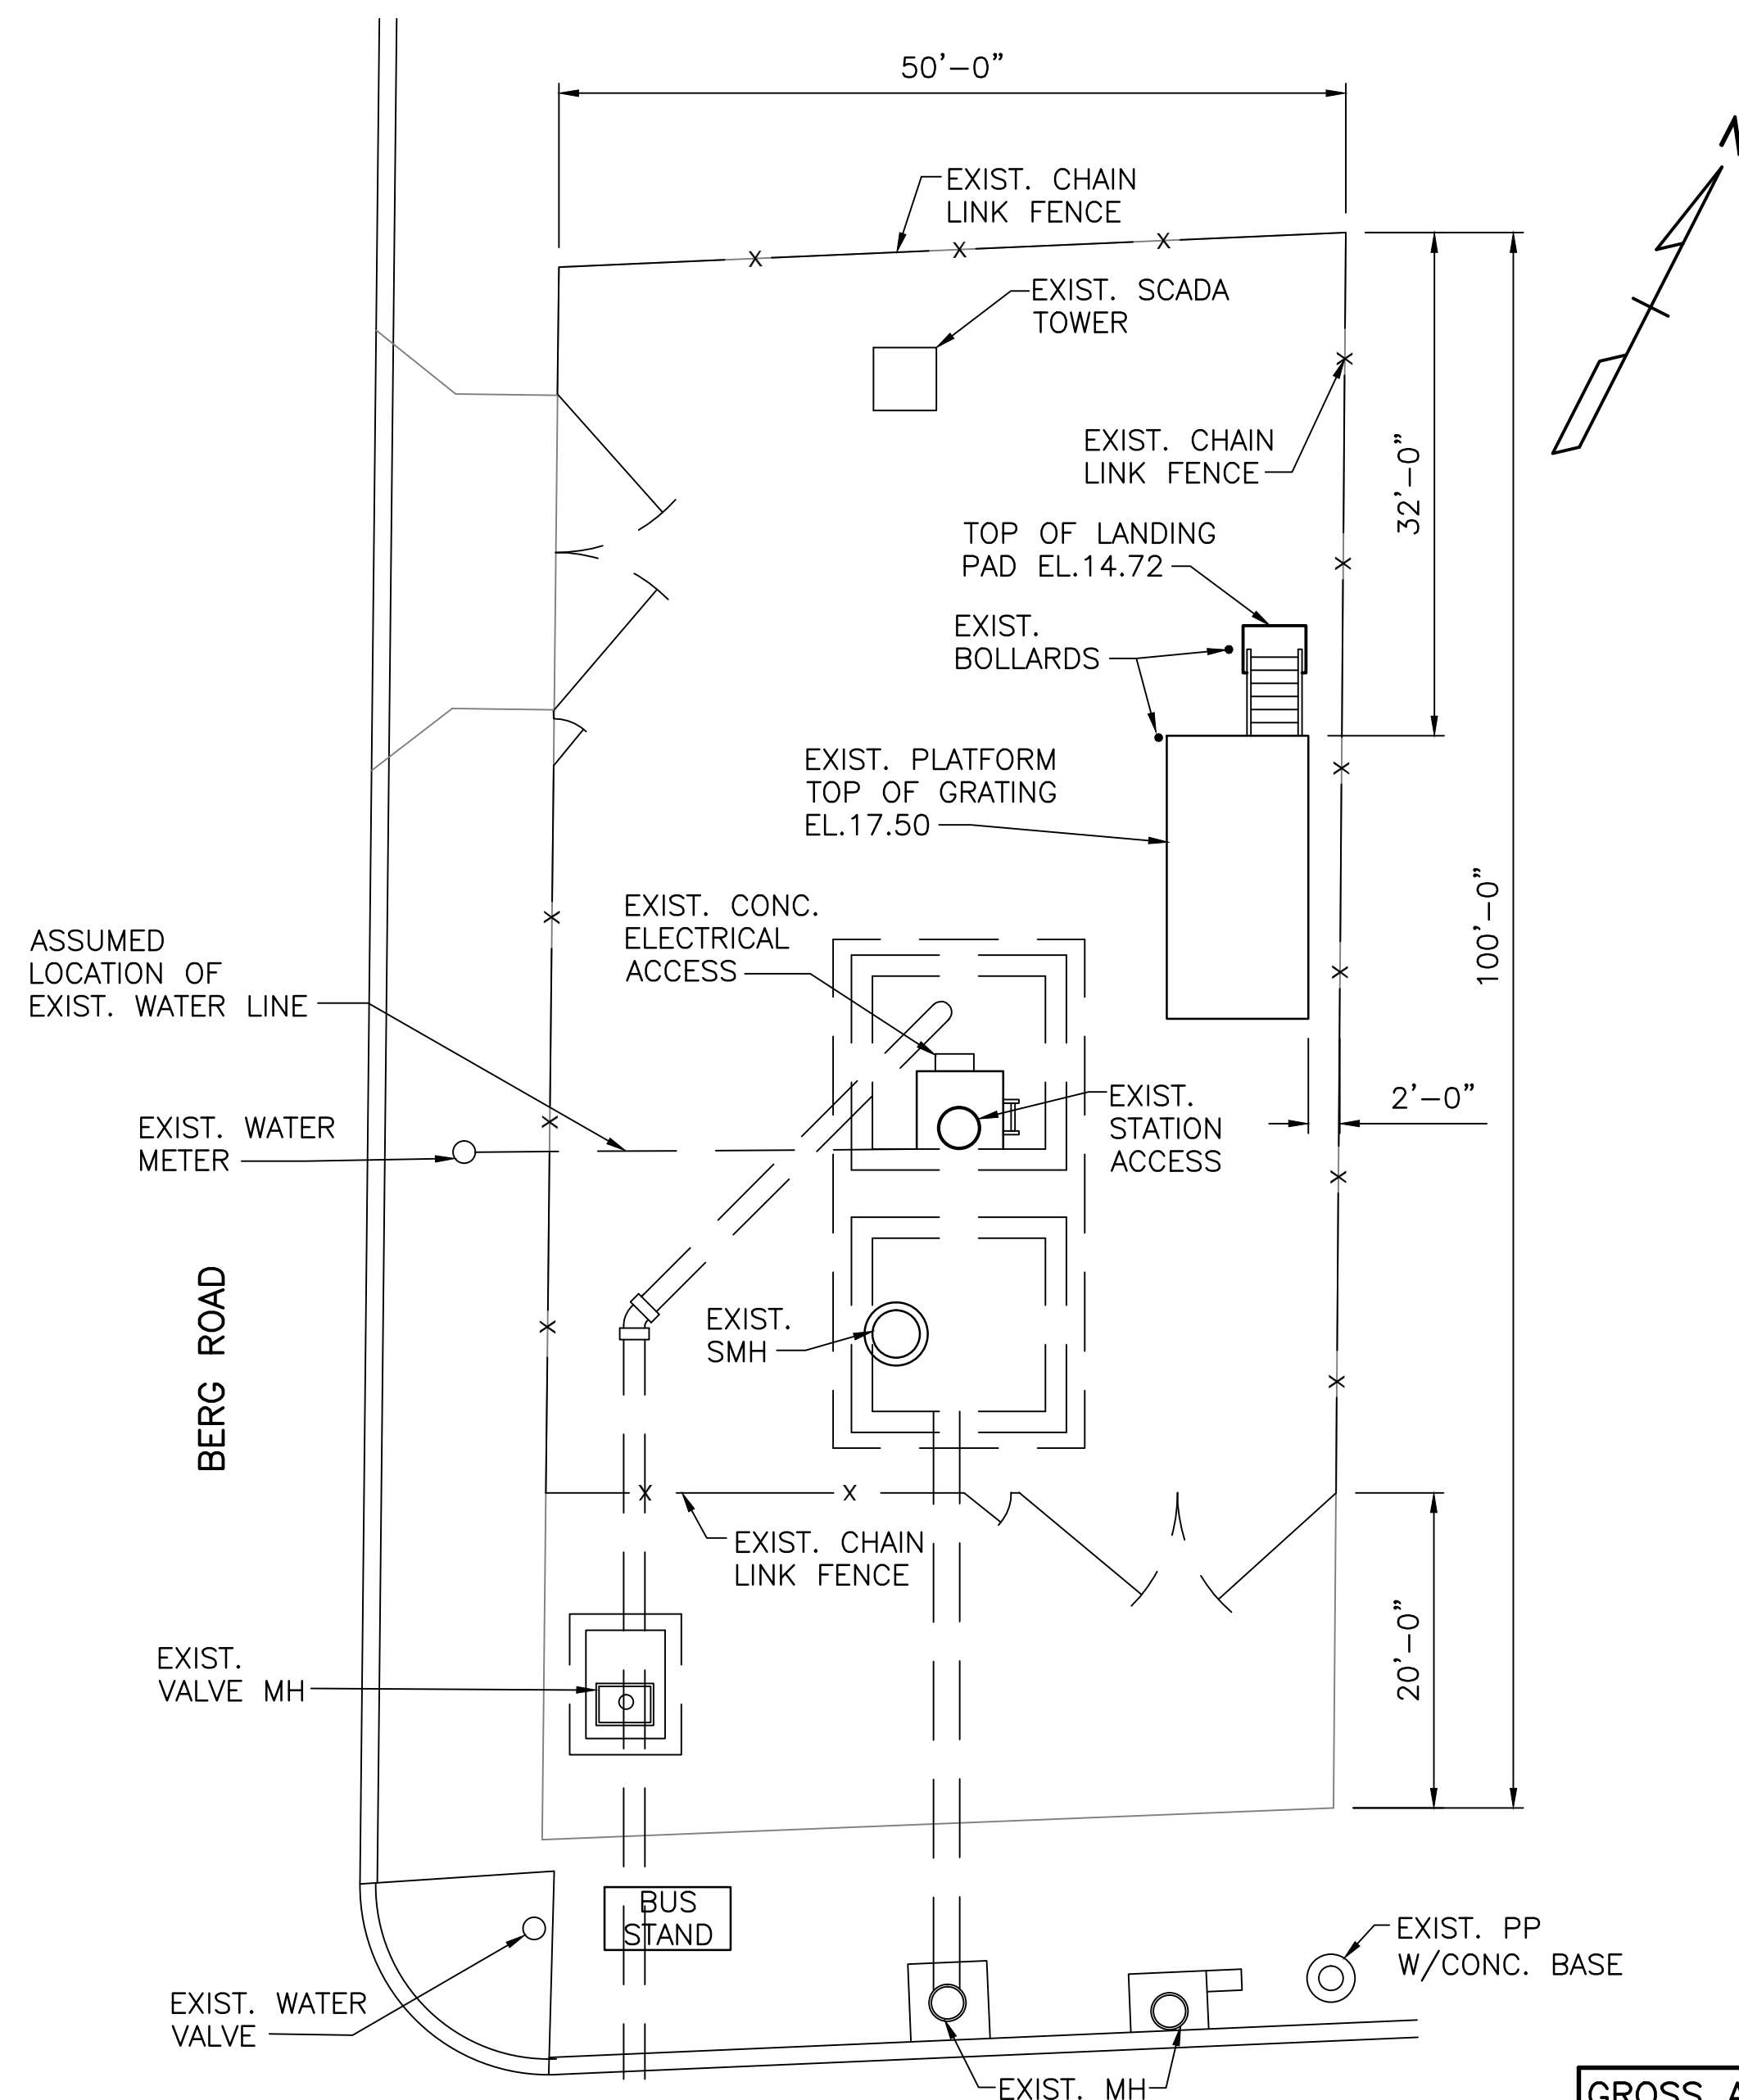 50'-0"
EXIST. CHAIN
LINK FENCE
EXIST. SCADA
TOWER
EXIST. CHAIN
LINK FENCE
32'-0"
TOP OF LANDING
PAD EL.14.72
EXIST.
BOLLARDS
EXIST. PLATFORM
TOP OF GRATING
EL.17.50
100'-0"
EXIST. CONC.
ELECTRICAL
ACCESS
ASSUMED
LOCATION OF
EXIST. WATER LINE
EXIST. WATER
METER
EXIST.
STATION
ACCESS
2'-0"
BERG ROAD
EXIST.
SMH
EXIST. CHAIN
LINK FENCE
EXIST.
VALVE MH
20'-0"
BUS
STAND
EXIST. PP
W/CONC. BASE
EXIST. WATER
VALVE
EXIST. MH
GROSS